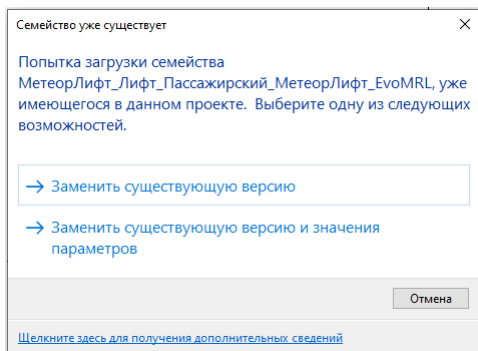 Семейство уже существует
Попытка загрузки семейства
МетеорЛифт_Лифт_Пассажирский_МетеорЛифт_EvoMRL, уже
имеющегося в данном проекте. Выберите одну из следующих
возможностей.
Заменить существующую версию
Заменить существующую версию и значения
параметров
Отмена
Щелкните здесь для получения дополнительных сведений